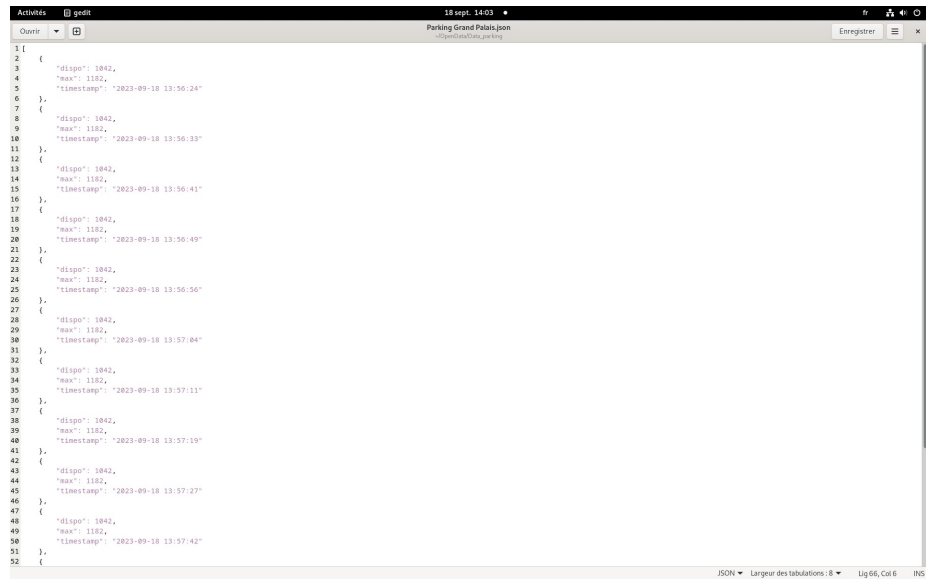 Activités gedit 18 sept. 14:03 fr
Ouvrir Parking Grand Palais.json Enregistrer
~/OpenData/Data_parking
1 [
2 {
3 "dispo": 1042,
4 "max": 1182,
5 "timestamp": "2023-09-18 13:56:24"
6 },
7 {
8 "dispo": 1042,
9 "max": 1182,
10 "timestamp": "2023-09-18 13:56:33"
11 },
12 {
13 "dispo": 1042,
14 "max": 1182,
15 "timestamp": "2023-09-18 13:56:41"
16 },
17 {
18 "dispo": 1042,
19 "max": 1182,
20 "timestamp": "2023-09-18 13:56:49"
21 },
22 {
23 "dispo": 1042,
24 "max": 1182,
25 "timestamp": "2023-09-18 13:56:56"
26 },
27 {
28 "dispo": 1042,
29 "max": 1182,
30 "timestamp": "2023-09-18 13:57:04"
31 },
32 {
33 "dispo": 1042,
34 "max": 1182,
35 "timestamp": "2023-09-18 13:57:11"
36 },
37 {
38 "dispo": 1042,
39 "max": 1182,
40 "timestamp": "2023-09-18 13:57:19"
41 },
42 {
43 "dispo": 1042,
44 "max": 1182,
45 "timestamp": "2023-09-18 13:57:27"
46 },
47 {
48 "dispo": 1042,
49 "max": 1182,
50 "timestamp": "2023-09-18 13:57:42"
51 },
52 {
JSON Largeur des tabulations : 8 Lig 66, Col 6 INS